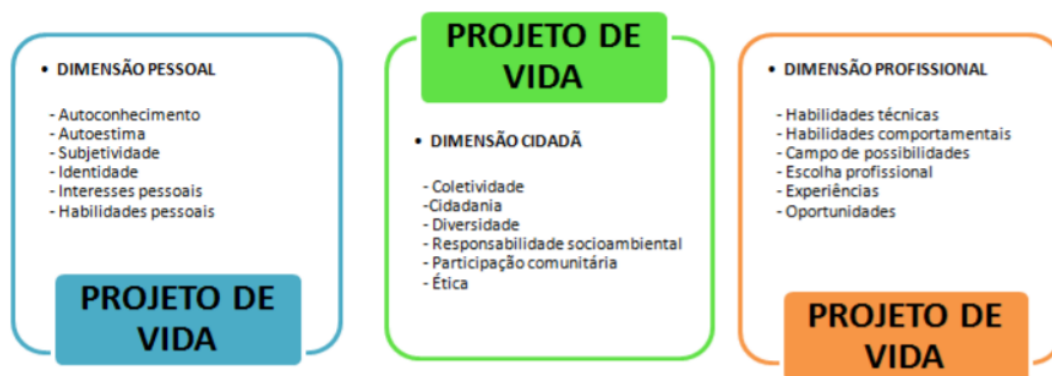 • DIMENSÃO PESSOAL
- Autoconhecimento
- Autoestima
- Subjetividade
- Identidade
- Interesses pessoais
- Habilidades pessoais
PROJETO DE
VIDA
PROJETO DE
VIDA
• DIMENSÃO CIDADÃ
- Coletividade
-Cidadania
- Diversidade
- Responsabilidade socioambiental
- Participação comunitária
- Ética
• DIMENSÃO PROFISSIONAL
- Habilidades técnicas
- Habilidades comportamentais
- Campo de possibilidades
- Escolha profissional
- Experiências
- Oportunidades
PROJETO DE
VIDA